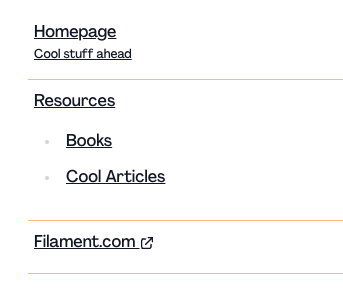 Homepage
Cool stuff ahead
Resources
Books
Cool Articles
Filament.com